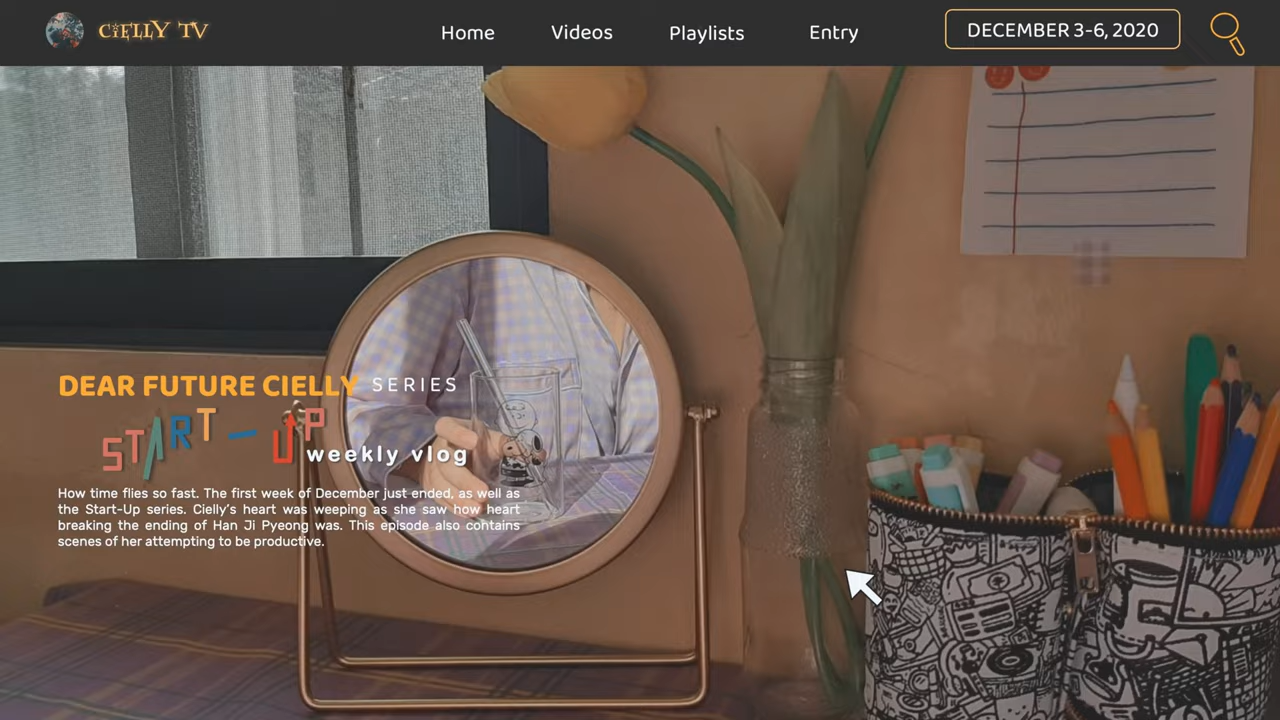 CiELLY TV
Home
Videos
Playlists
Entry
DECEMBER 3-6, 2020
DEAR FUTURE CIELLY SERIES
START-UP
weekly vlog
How time flies so fast. The first week of December just ended, as well as
the Start-Up series. Cielly's heart was weeping as she saw how heart
breaking the ending of Han Ji Pyeong was. This episode also contains
scenes of her attempting to be productive.